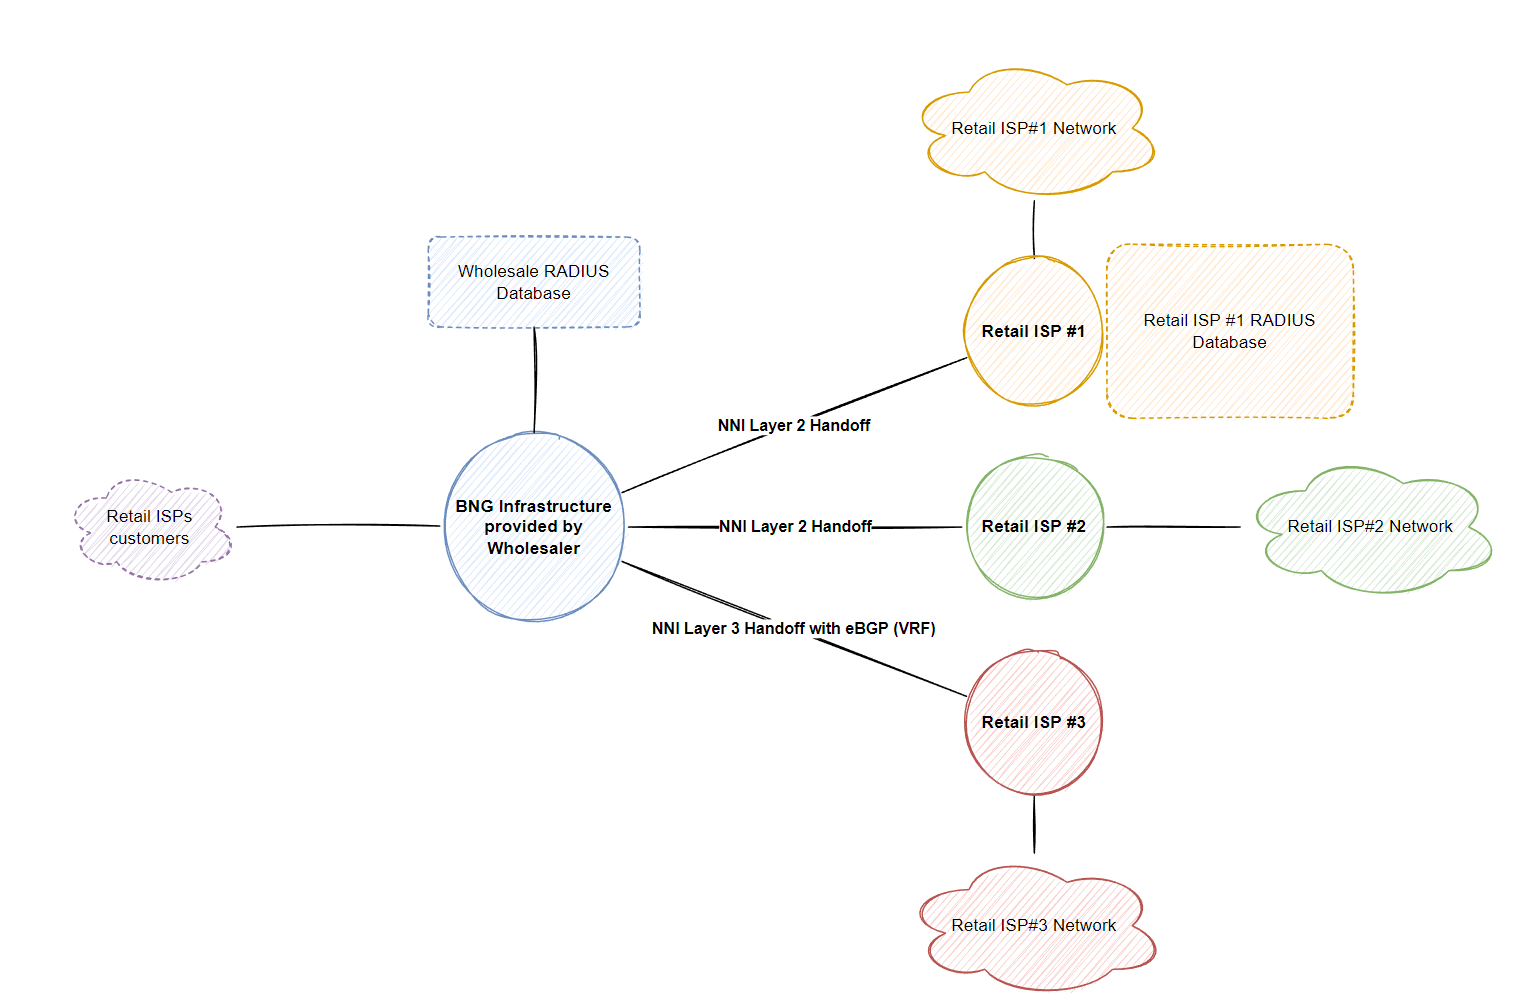 Retail ISP#1 Network
Wholesale RADIUS
Database
Retail ISP #1
Retail ISP #1 RADIUS
Database
NNI Layer 2 Handoff
Retail ISPs
customers
BNG Infrastructure
provided by
Wholesaler
NNI Layer 2 Handoff
Retail ISP #2
Retail ISP#2 Network
NNI Layer 3 Handoff with eBGP (VRF)
Retail ISP #3
Retail ISP#3 Network